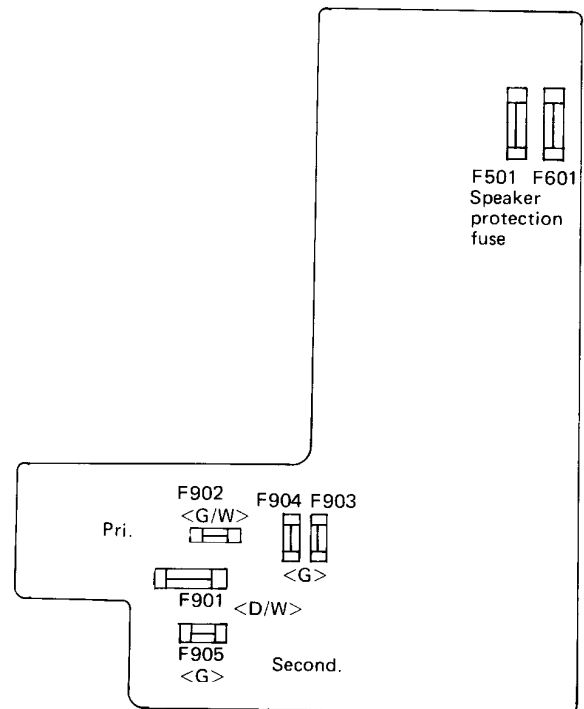 F501 F601
Speaker
protection
fuse
F902
<G/W>
F904 F903
Pri.
<G>
F901
<D/W>
F905
<G>
Second.